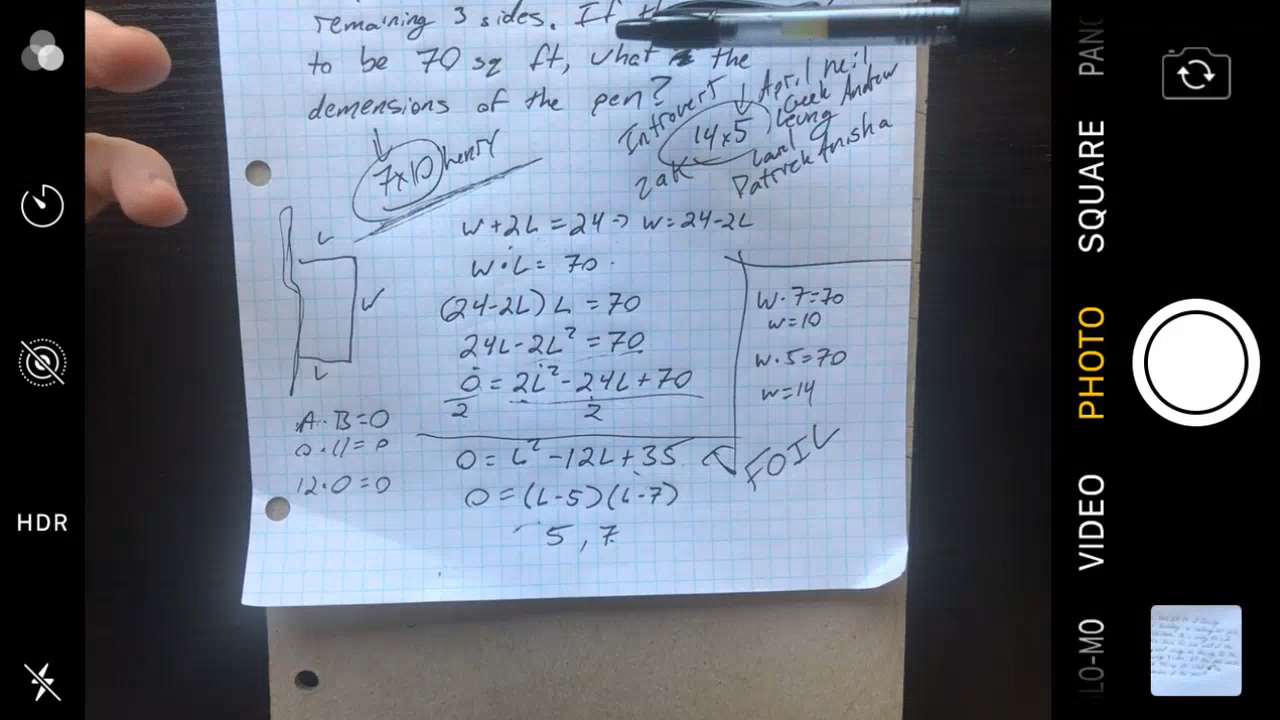 remaining 3 sides. If
to be 70 sq ft, what is the
demensions of the pen?
7x10 henry
Introvert
14x5
zak
April Neil
Geek Andrew
Leung
Carl
Patrick Anisha
W + 2L = 24 → W = 24-2L
W · L = 70
(24-2L) L = 70
24L - 2L² = 70
0 = 2L² - 24L + 70
2 2
0 = L² - 12L + 35
0 = (L-5)(L-7)
5, 7
L
W
L
A · B = 0
0 · 11 = 0
12 · 0 = 0
W · 7 = 70
W = 10
W · 5 = 70
W = 14
FOIL
HDR
PANO
SQUARE
PHOTO
VIDEO
LO-MO